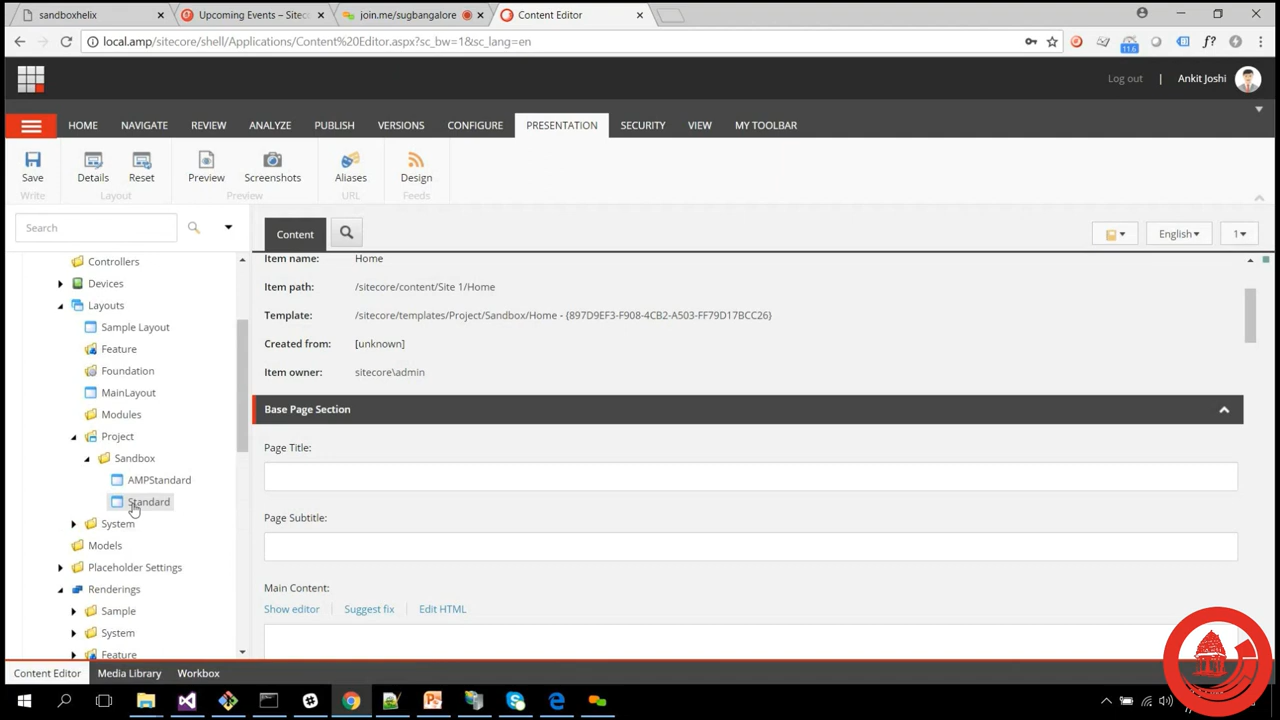 sandboxhelix
Upcoming Events – Sitec
join.me/sugbangalore
Content Editor
local.amp/sitecore/shell/Applications/Content%20Editor.aspx?sc_bw=1&sc_lang=en
11.6
f?
Log out | Ankit Joshi
HOME NAVIGATE REVIEW ANALYZE PUBLISH VERSIONS CONFIGURE PRESENTATION SECURITY VIEW MY TOOLBAR
Save Details Reset Preview Screenshots Aliases Design
Write Layout Preview URL Feeds
Search
Content
English
1
Controllers
Devices
Layouts
Sample Layout
Feature
Foundation
MainLayout
Modules
Project
Sandbox
AMPStandard
Standard
System
Models
Placeholder Settings
Renderings
Sample
System
Feature
Item name: Home
Item path: /sitecore/content/Site 1/Home
Template: /sitecore/templates/Project/Sandbox/Home - {897D9EF3-F908-4CB2-A503-FF79D17BCC26}
Created from: [unknown]
Item owner: sitecore\admin
Base Page Section
Page Title:
Page Subtitle:
Main Content:
Show editor Suggest fix Edit HTML
Content Editor Media Library Workbox